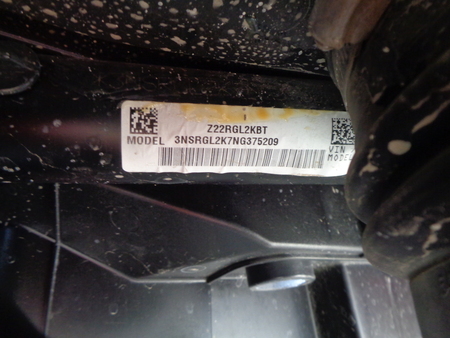 Z22RGL2KBT
MODEL 3NSRGL2K7NG375209
VIN
MODEL